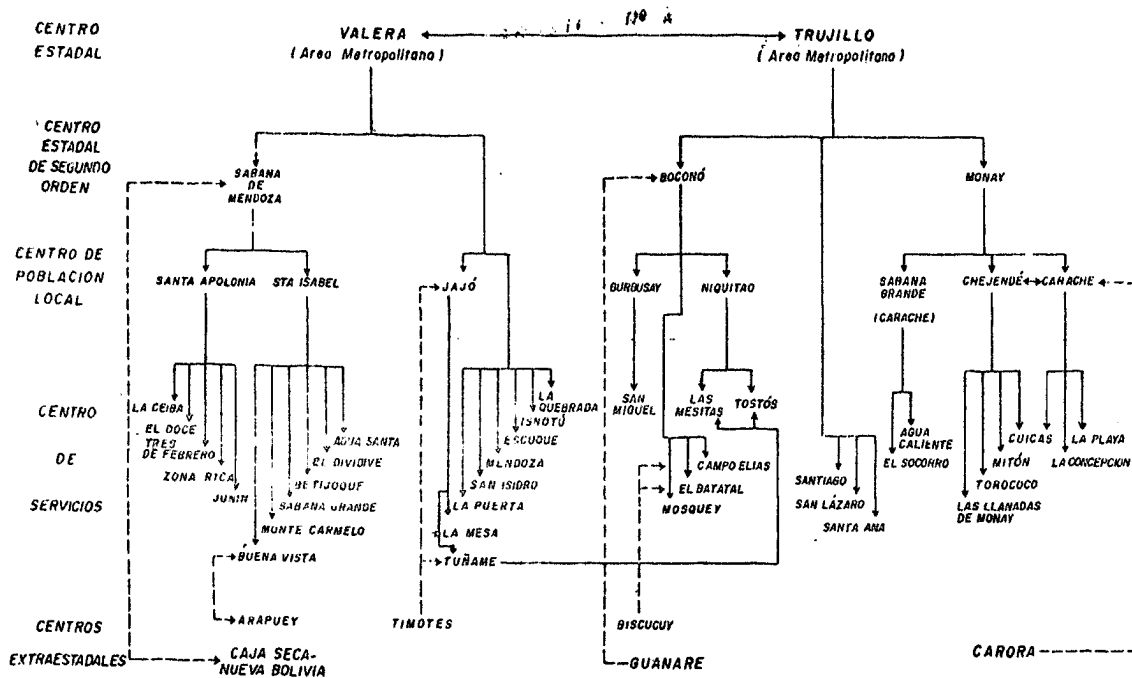 CENTRO
ESTADAL
VALERA
(Area Metropolitana)
TRUJILLO
(Area Metropolitana)
CENTRO
ESTADAL
DE SEGUNDO
ORDEN
SABANA
DE
MENDOZA
BOCONÓ
MONAY
CENTRO DE
POBLACION
LOCAL
SANTA APOLONIA
STA ISABEL
JAJÓ
BURBUSAY
NIQUITAO
SABANA
GRANDE
(CARACHE)
CHEJENDÉ
CARACHE
CENTRO
DE
SERVICIOS
LA CEIBA
EL DOCE
TRES
DE FEBRERO
ZONA RICA
JUNIN
AGUA SANTA
EL DIVIDIVE
BETIJOQUE
SABANA GRANDE
MONTE CARMELO
BUENA VISTA
LA
QUEBRADA
ISNOTÚ
ESCUQUE
MENDOZA
SAN ISIDRO
LA PUERTA
LA MESA
TUÑAME
SAN
MIQUEL
LAS
MESITAS
TOSTÓS
CAMPO ELIAS
EL BATATAL
MOSQUEY
SANTIAGO
SAN LÁZARO
SANTA ANA
AGUA
CALIENTE
EL SOCORRO
CUICAS
MITÓN
TOROCOCO
LAS LLANADAS
DE MONAY
LA PLAYA
LA CONCEPCION
CENTROS
EXTRAESTADALES
ARAPUEY
CAJA SECA-
NUEVA BOLIVIA
TIMOTES
BISCUCUY
GUANARE
CARORA